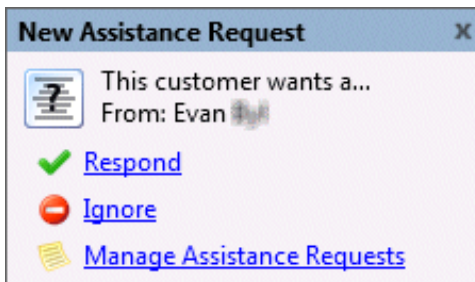 New Assistance Request
This customer wants a...
From: Evan
Respond
Ignore
Manage Assistance Requests